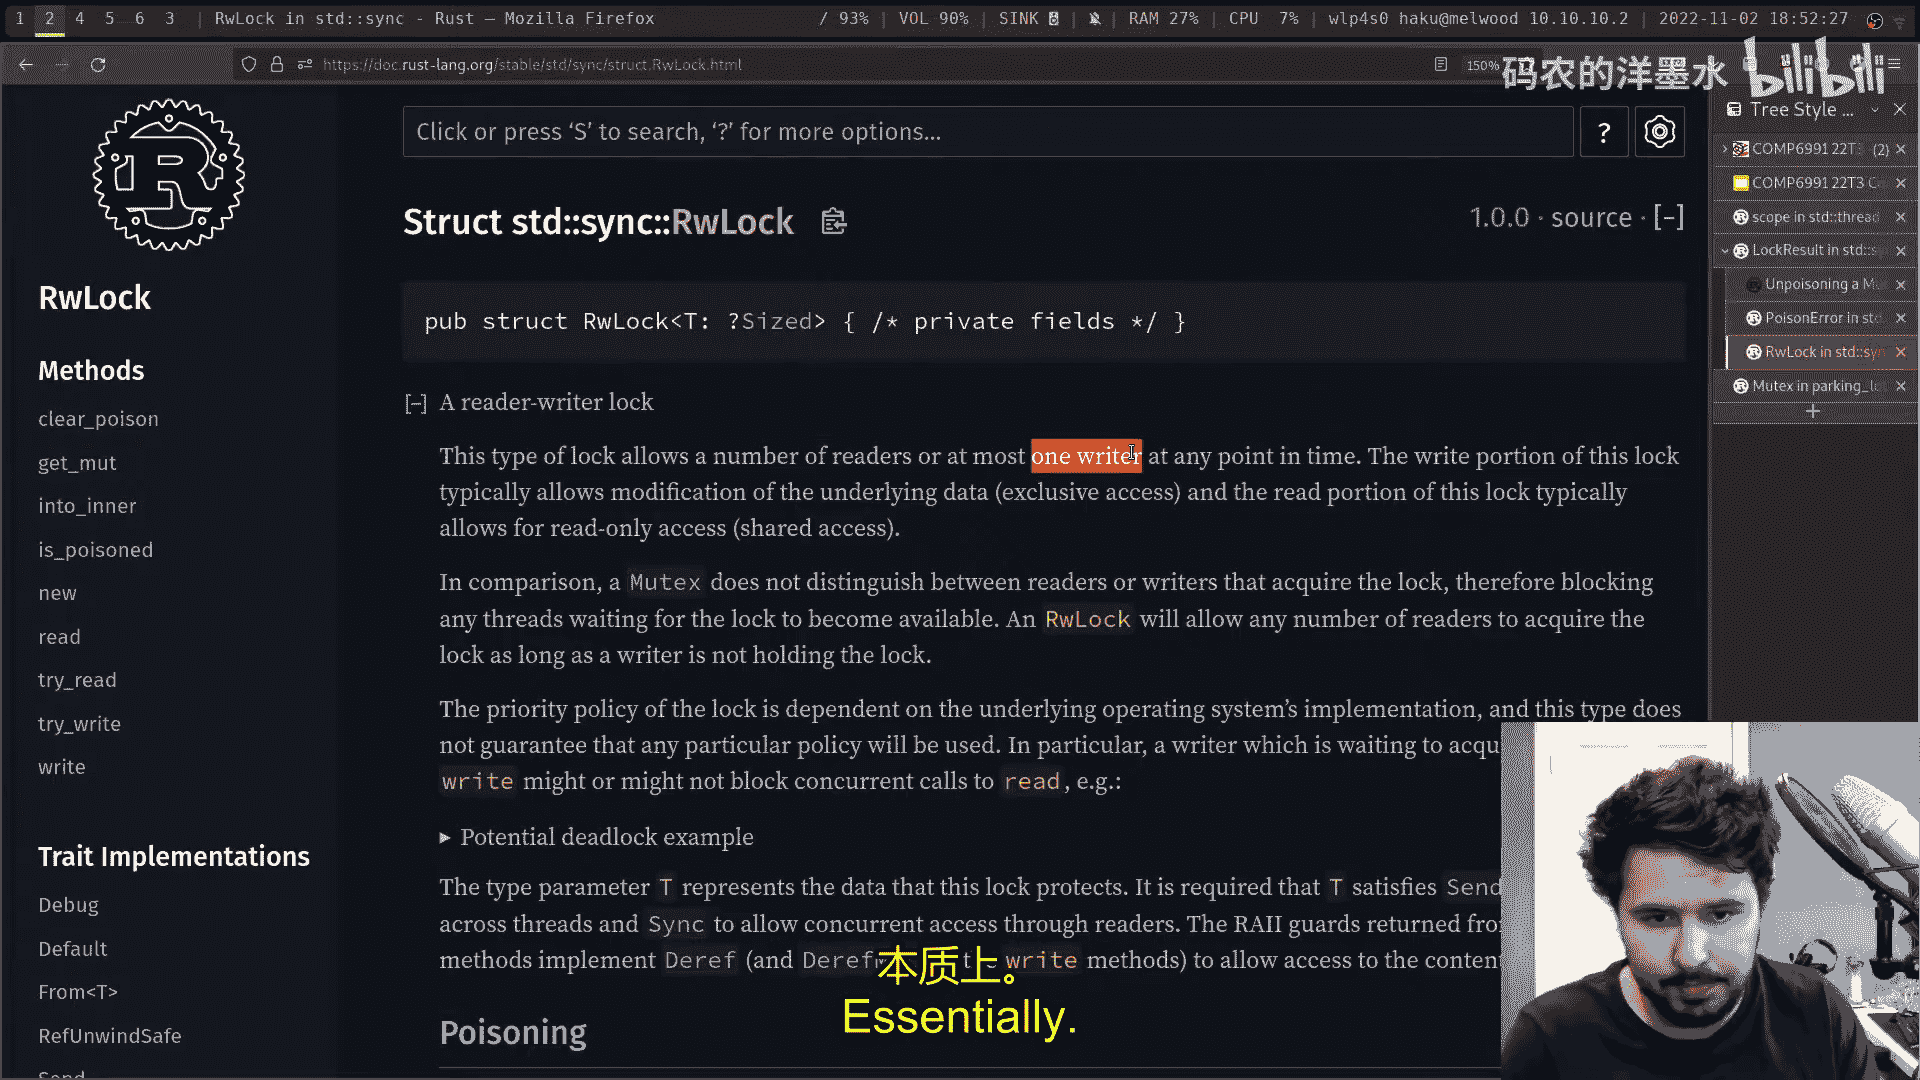 1 2 4 5 6 3 | RwLock in std::sync - Rust — Mozilla Firefox
/ 93% | VOL 90% | SINK | RAM 27% | CPU 7% | wlp4s0 haku@melwood 10.10.10.2 | 2022-11-02 18:52:27
https://doc.rust-lang.org/stable/std/sync/struct.RwLock.html
150%
码农的洋墨水 bilibili
Click or press ‘S’ to search, ‘?’ for more options…
?
Tree Style ...
COMP6991 22T3 (2)
COMP6991 22T3 C
scope in std::thread
LockResult in std::s
Unpoisoning a Mu
PoisonError in std
RwLock in std::syn
Mutex in parking_lo
Struct std::sync::RwLock
1.0.0 · source · [-]
pub struct RwLock<T: ?Sized> { /* private fields */ }
[-] A reader-writer lock
This type of lock allows a number of readers or at most one writer at any point in time. The write portion of this lock
typically allows modification of the underlying data (exclusive access) and the read portion of this lock typically
allows for read-only access (shared access).
In comparison, a Mutex does not distinguish between readers or writers that acquire the lock, therefore blocking
any threads waiting for the lock to become available. An RwLock will allow any number of readers to acquire the
lock as long as a writer is not holding the lock.
The priority policy of the lock is dependent on the underlying operating system’s implementation, and this type does
not guarantee that any particular policy will be used. In particular, a writer which is waiting to acqu
write might or might not block concurrent calls to read, e.g.:
▶ Potential deadlock example
The type parameter T represents the data that this lock protects. It is required that T satisfies Send
across threads and Sync to allow concurrent access through readers. The RAII guards returned fro
methods implement Deref (and Deref write methods) to allow access to the content
Poisoning
RwLock
Methods
clear_poison
get_mut
into_inner
is_poisoned
new
read
try_read
try_write
write
Trait Implementations
Debug
Default
From<T>
RefUnwindSafe
Send
本质上。
Essentially.